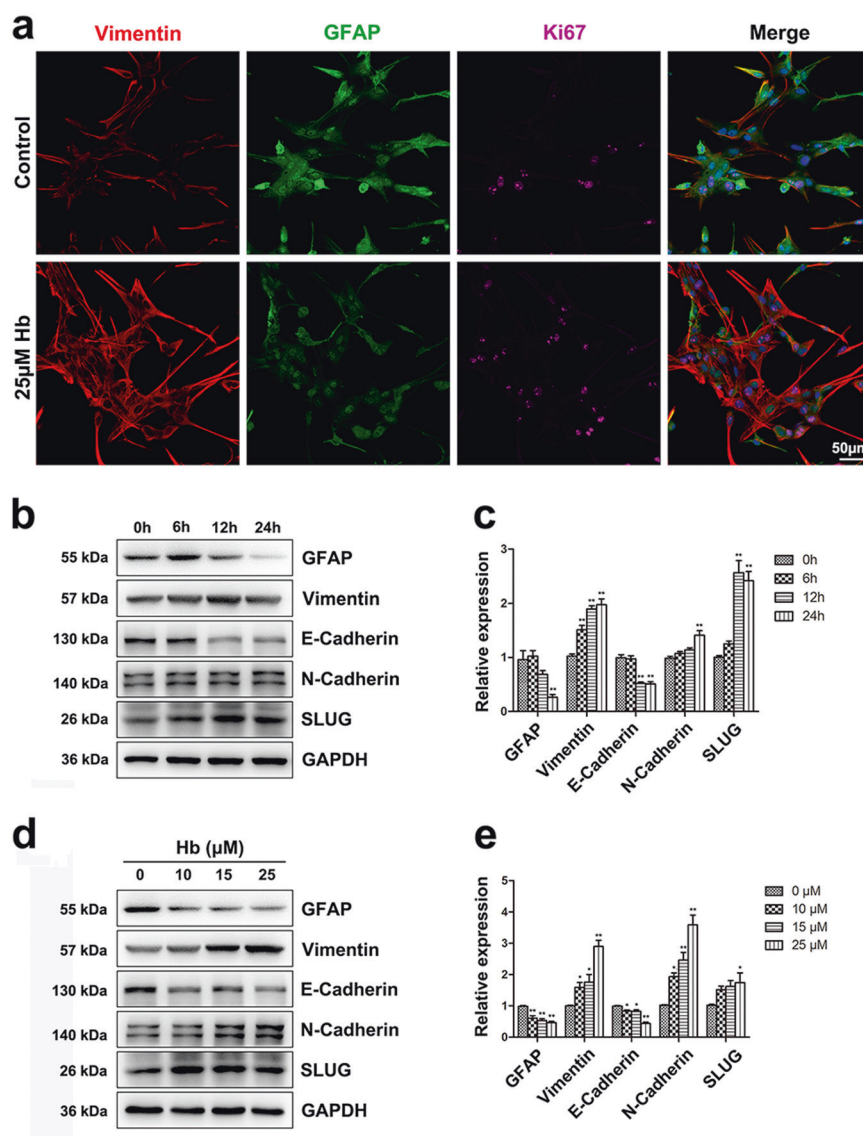 a
Vimentin GFAP Ki67 Merge
Control
25μM Hb
50μm
b
0h 6h 12h 24h
55 kDa GFAP
57 kDa Vimentin
130 kDa E-Cadherin
140 kDa N-Cadherin
26 kDa SLUG
36 kDa GAPDH
c
Relative expression
3
2
1
0
** ** ** ** ** ** ** ** **
GFAP Vimentin E-Cadherin N-Cadherin SLUG
0h
6h
12h
24h
d
Hb (μM)
0 10 15 25
55 kDa GFAP
57 kDa Vimentin
130 kDa E-Cadherin
140 kDa N-Cadherin
26 kDa SLUG
36 kDa GAPDH
e
Relative expression
5
4
3
2
1
0
** ** ** * * ** * * ** * ** ** *
GFAP Vimentin E-Cadherin N-Cadherin SLUG
0 μM
10 μM
15 μM
25 μM